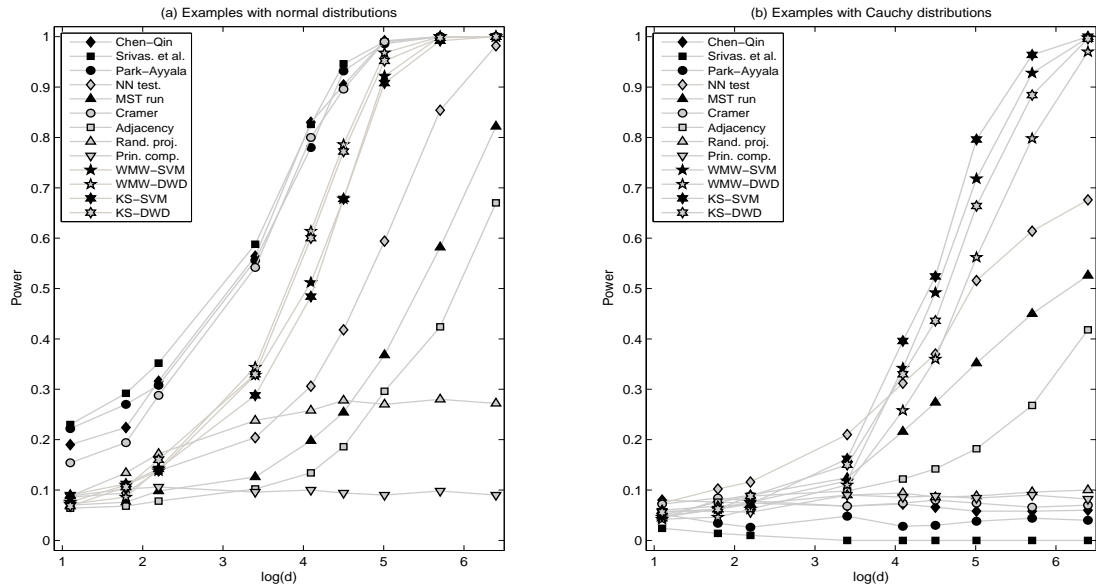 (a) Examples with normal distributions
1
0.9
0.8
0.7
0.6
0.5
0.4
0.3
0.2
0.1
0
Power
Chen-Qin
Srivas. et al.
Park-Ayyala
NN test.
MST run
Cramer
Adjacency
Rand. proj.
Prin. comp.
WMW-SVM
WMW-DWD
KS-SVM
KS-DWD
1 2 3 4 5 6
log(d)
(b) Examples with Cauchy distributions
1
0.9
0.8
0.7
0.6
0.5
0.4
0.3
0.2
0.1
0
Power
Chen-Qin
Srivas. et al.
Park-Ayyala
NN test
MST run
Cramer
Adjacency
Rand. proj.
Prin. comp.
WMW-SVM
WMW-DWD
KS-SVM
KS-DWD
1 2 3 4 5 6
log(d)